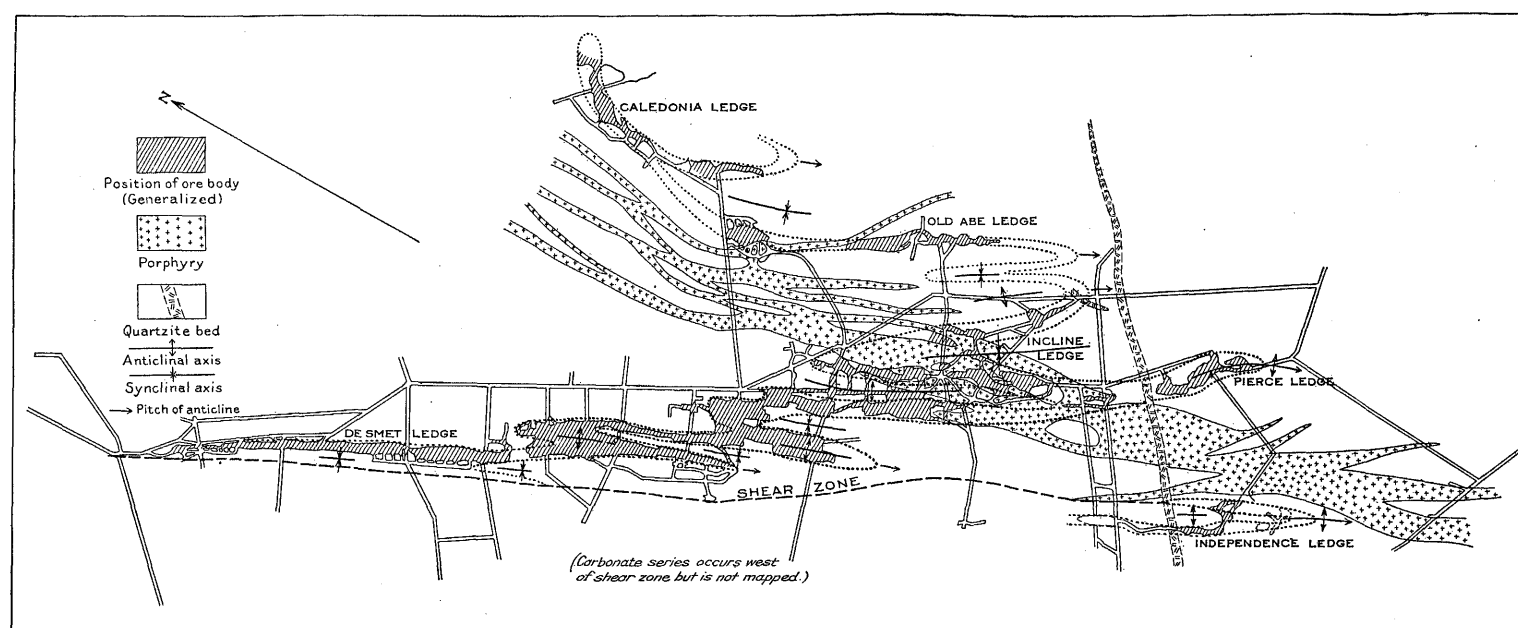 N
CALEDONIA LEDGE
Position of ore body
(Generalized)
OLD ABE LEDGE
Porphyry
Quartzite bed
Anticlinal axis
INCLINE
LEDGE
Synclinal axis
PIERCE LEDGE
Pitch of anticline
DE SMET LEDGE
SHEAR ZONE
INDEPENDENCE LEDGE
(Carbonate series occurs west
of shear zone but is not mapped.)